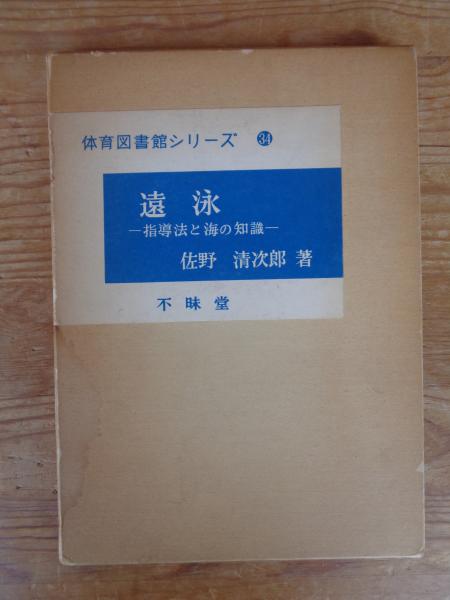 体育図書館シリーズ ㉞
遠泳
—指導法と海の知識—
佐野 清次郎 著
不昧堂